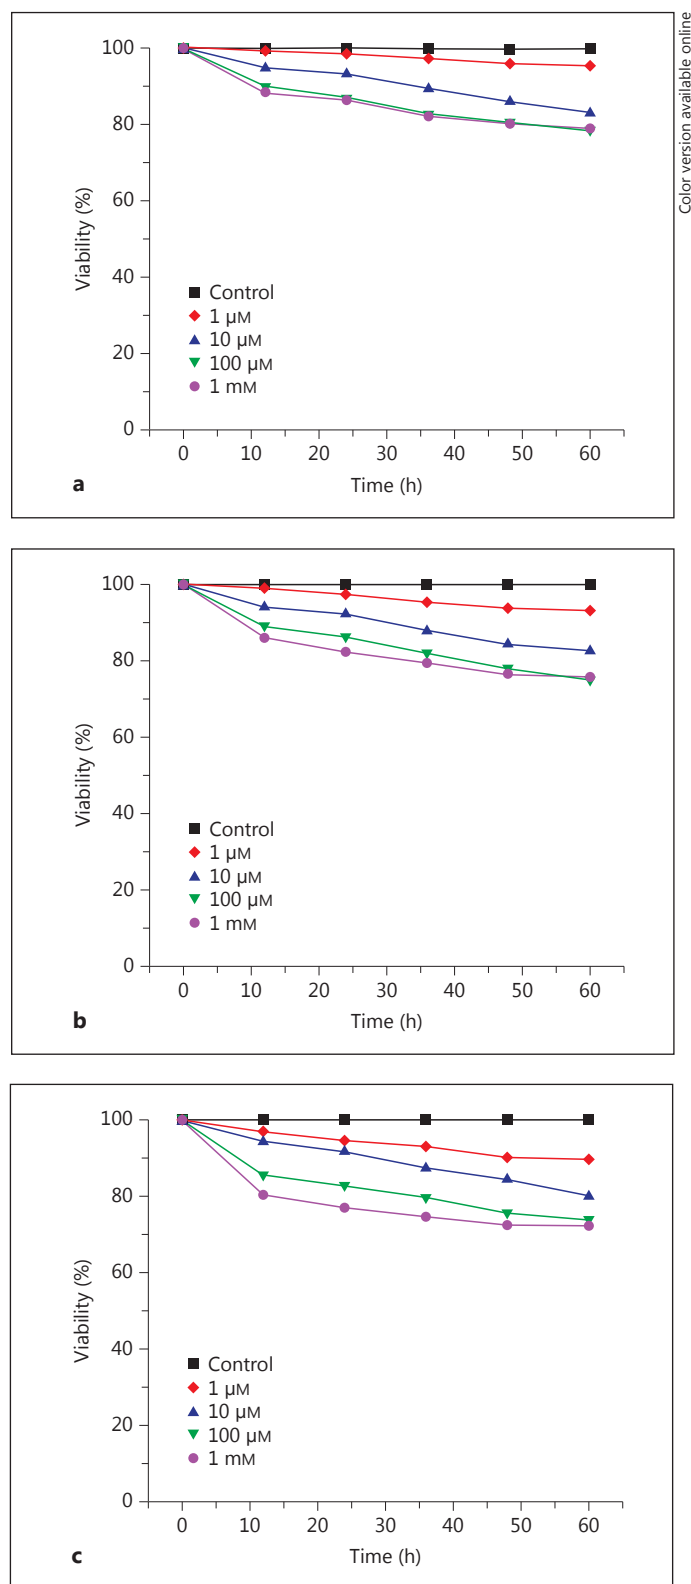 Color version available online
100
80
60
40
20
0
Viability (%)
Control
1 μM
10 μM
100 μM
1 mM
0 10 20 30 40 50 60
a
Time (h)
100
80
60
40
20
0
Viability (%)
Control
1 μM
10 μM
100 μM
1 mM
0 10 20 30 40 50 60
b
Time (h)
100
80
60
40
20
0
Viability (%)
Control
1 μM
10 μM
100 μM
1 mM
0 10 20 30 40 50 60
c
Time (h)